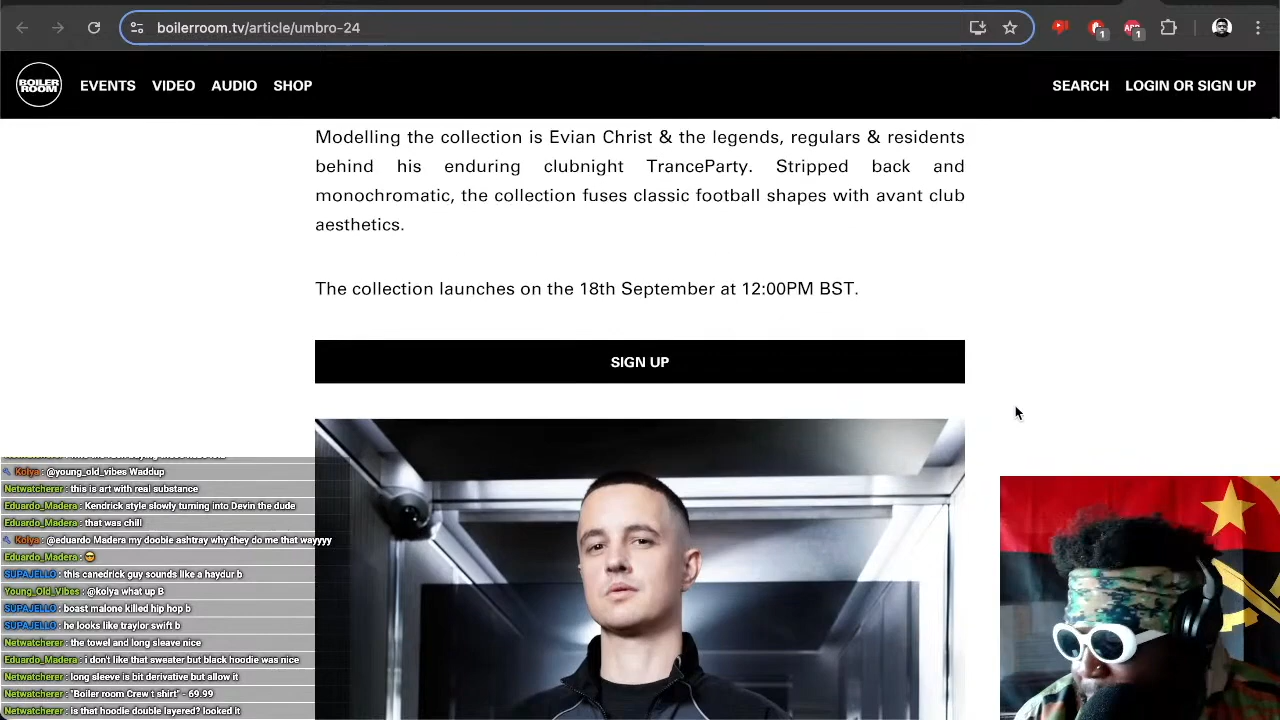 boilerroom.tv/article/umbro-24
1
1
BOILER
ROOM
EVENTS VIDEO AUDIO SHOP SEARCH LOGIN OR SIGN UP
Modelling the collection is Evian Christ & the legends, regulars & residents
behind his enduring clubnight TranceParty. Stripped back and
monochromatic, the collection fuses classic football shapes with avant club
aesthetics.
The collection launches on the 18th September at 12:00PM BST.
SIGN UP
Kolya : @young_old_vibes Waddup
Netwatcherer : this is art with real substance
Eduardo_Madera : Kendrick style slowly turning into Devin the dude
Eduardo_Madera : that was chill
Kolya : @eduardo Madera my doobie ashtray why they do me that wayyyy
Eduardo_Madera : 😎
SUPAJELLO : this canedrick guy sounds like a haydur b
Young_Old_Vibes : @kolya what up B
SUPAJELLO : boast malone killed hip hop b
SUPAJELLO : he looks like traylor swift b
Netwatcherer : the towel and long sleave nice
Eduardo_Madera : i don't like that sweater but black hoodie was nice
Netwatcherer : long sleeve is bit derivative but allow it
Netwatcherer : "Boiler room Crew t shirt" - 69.99
Netwatcherer : is that hoodie double layered? looked it